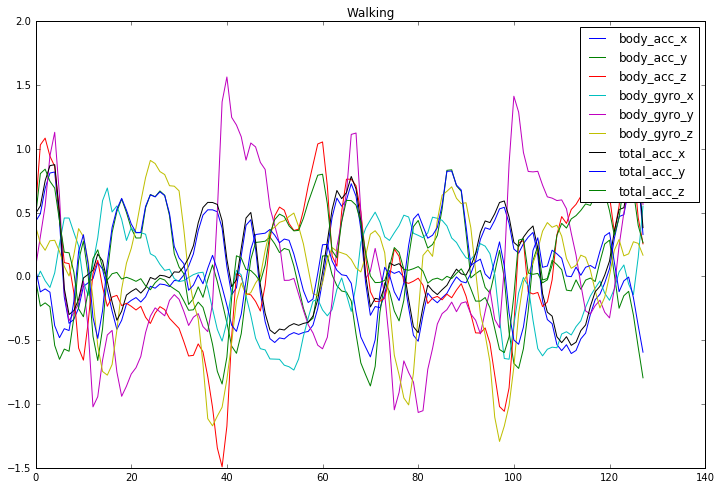 Walking
2.0
1.5
1.0
0.5
0.0
−0.5
−1.0
−1.5
0 20 40 60 80 100 120 140
body_acc_x
body_acc_y
body_acc_z
body_gyro_x
body_gyro_y
body_gyro_z
total_acc_x
total_acc_y
total_acc_z